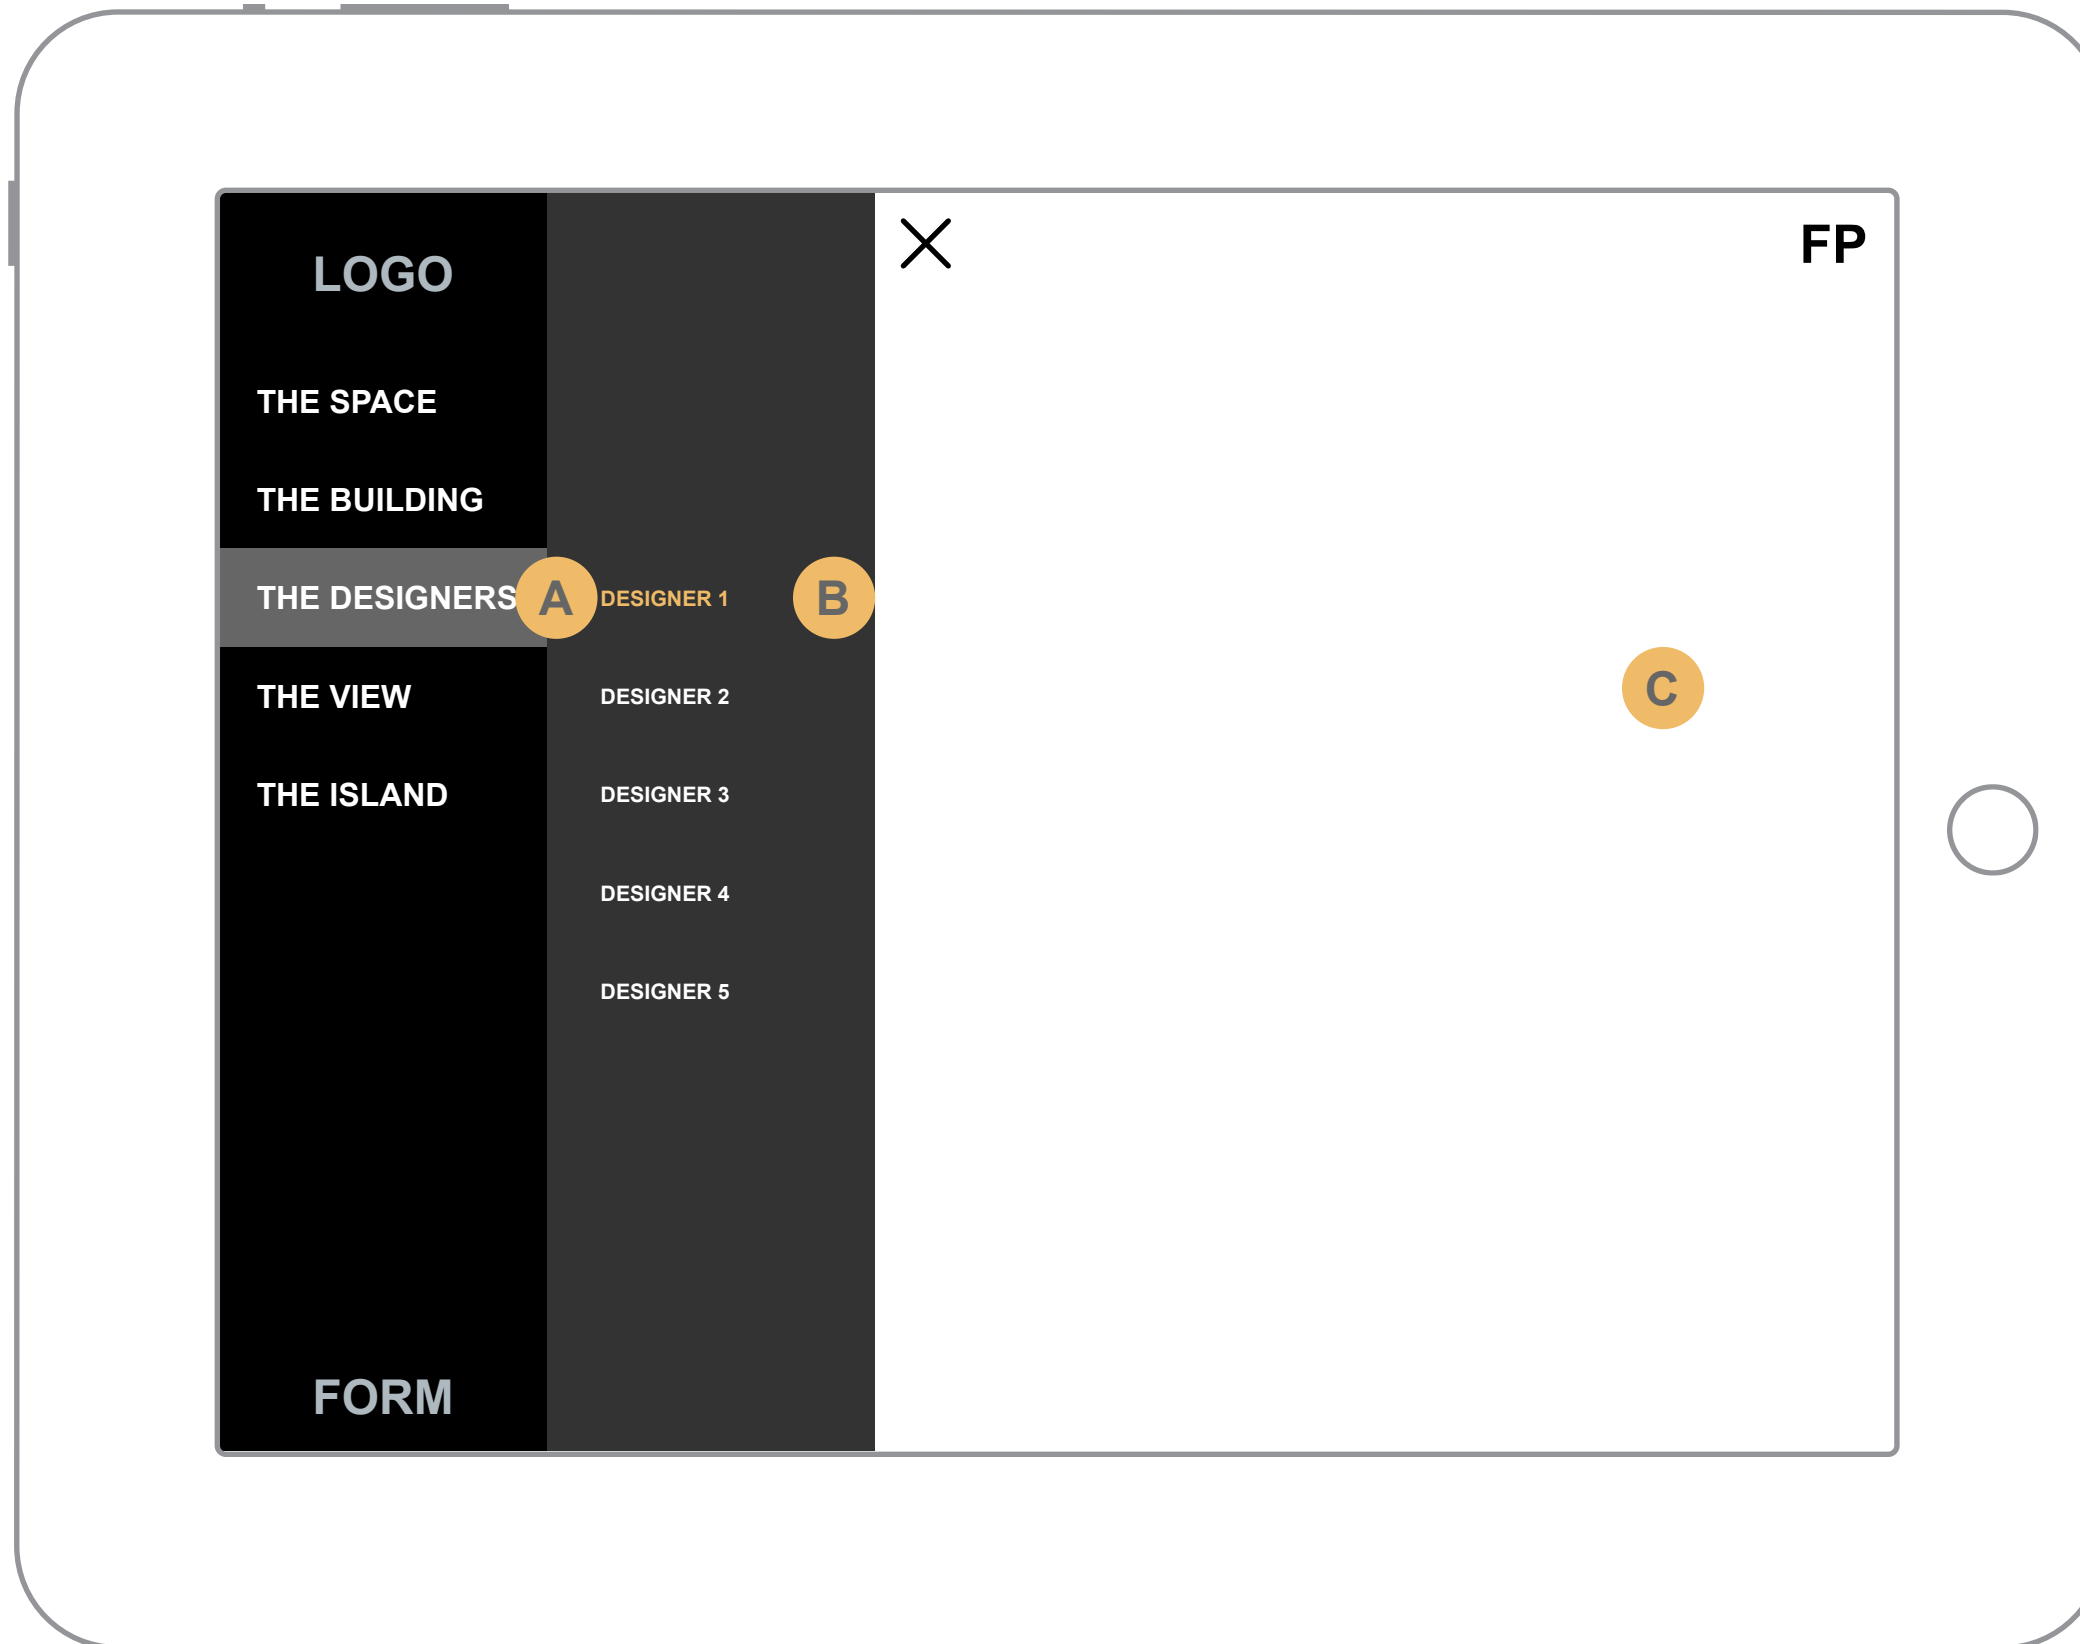 LOGO
FP
THE SPACE
THE BUILDING
THE DESIGNERS
A
DESIGNER 1
B
THE VIEW
DESIGNER 2
C
THE ISLAND
DESIGNER 3
DESIGNER 4
DESIGNER 5
FORM